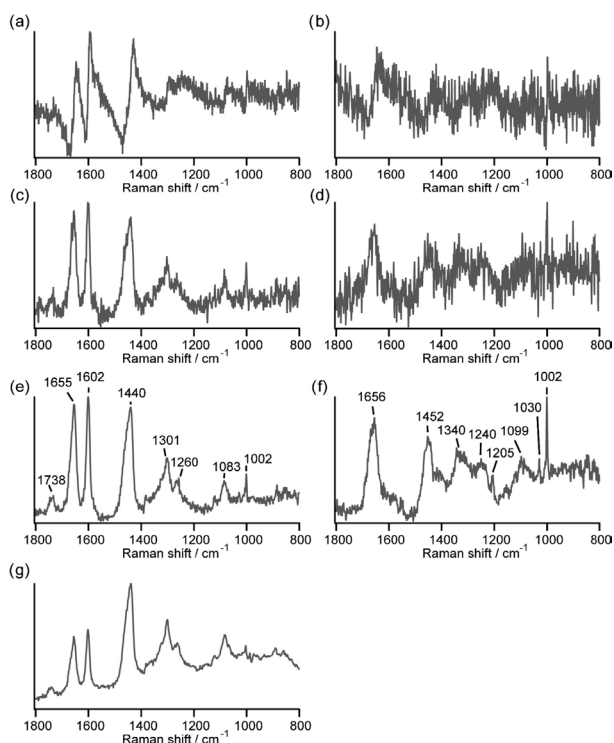 (a) (b)
1800 1600 1400 1200 1000 800 1800 1600 1400 1200 1000 800
Raman shift / cm⁻¹ Raman shift / cm⁻¹
(c) (d)
1800 1600 1400 1200 1000 800 1800 1600 1400 1200 1000 800
Raman shift / cm⁻¹ Raman shift / cm⁻¹
(e) (f)
1738 1655 1602 1440 1301 1260 1083 1002 1656 1452 1340 1240 1205 1099 1030 1002
1800 1600 1400 1200 1000 800 1800 1600 1400 1200 1000 800
Raman shift / cm⁻¹ Raman shift / cm⁻¹
(g)
1800 1600 1400 1200 1000 800
Raman shift / cm⁻¹